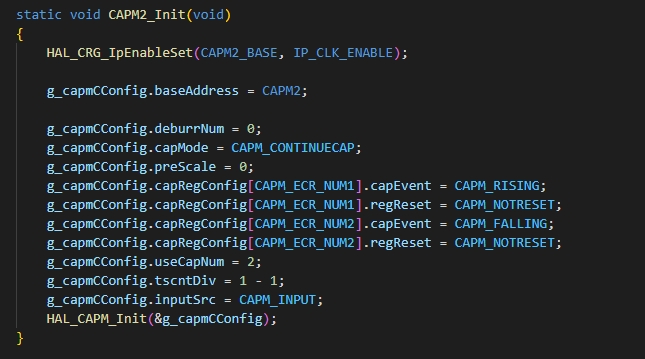 static void CAPM2_Init(void)
{
    HAL_CRG_IpEnableSet(CAPM2_BASE, IP_CLK_ENABLE);

    g_capmCConfig.baseAddress = CAPM2;

    g_capmCConfig.deburrNum = 0;
    g_capmCConfig.capMode = CAPM_CONTINUECAP;
    g_capmCConfig.preScale = 0;
    g_capmCConfig.capRegConfig[CAPM_ECR_NUM1].capEvent = CAPM_RISING;
    g_capmCConfig.capRegConfig[CAPM_ECR_NUM1].regReset = CAPM_NOTRESET;
    g_capmCConfig.capRegConfig[CAPM_ECR_NUM2].capEvent = CAPM_FALLING;
    g_capmCConfig.capRegConfig[CAPM_ECR_NUM2].regReset = CAPM_NOTRESET;
    g_capmCConfig.useCapNum = 2;
    g_capmCConfig.tscntDiv = 1 - 1;
    g_capmCConfig.inputSrc = CAPM_INPUT;
    HAL_CAPM_Init(&g_capmCConfig);
}